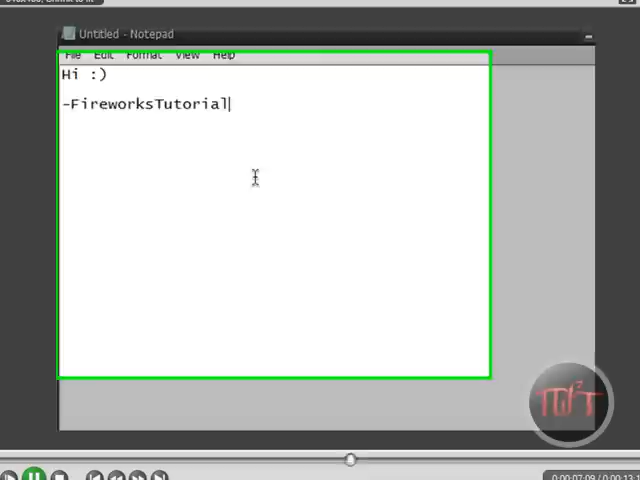 Untitled - Notepad
File Edit Format View Help
Hi :)
-FireworksTutorial